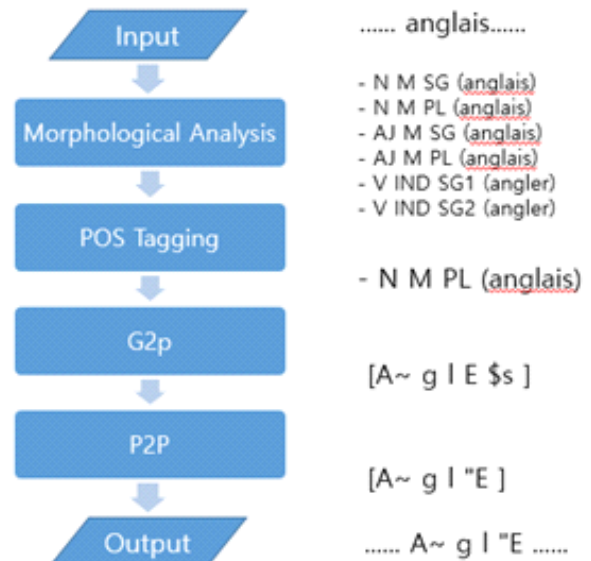 Input
...... anglais......
Morphological Analysis
- N M SG (anglais)
- N M PL (anglais)
- AJ M SG (anglais)
- AJ M PL (anglais)
- V IND SG1 (angler)
- V IND SG2 (angler)
POS Tagging
- N M PL (anglais)
G2p
[A~ g l E $s ]
P2P
[A~ g l "E ]
Output
...... A~ g l "E ......